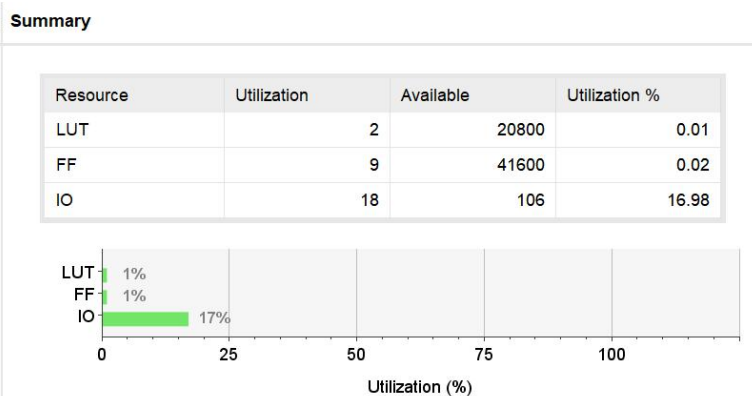 Summary
Resource Utilization Available Utilization %
LUT 2 20800 0.01
FF 9 41600 0.02
IO 18 106 16.98
LUT 1%
FF 1%
IO 17%
0 25 50 75 100
Utilization (%)